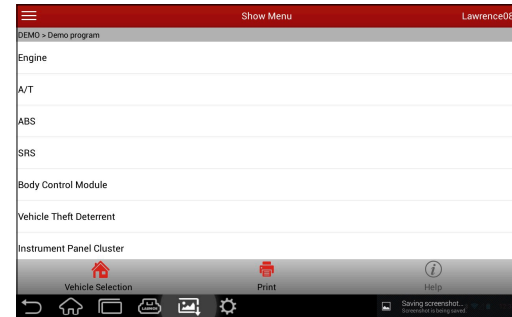 Show Menu
Lawrence08
DEMO > Demo program
Engine
A/T
ABS
SRS
Body Control Module
Vehicle Theft Deterrent
Instrument Panel Cluster
Vehicle Selection
Print
Help
LAUNCH
Saving screenshot...
Screenshot is being saved.